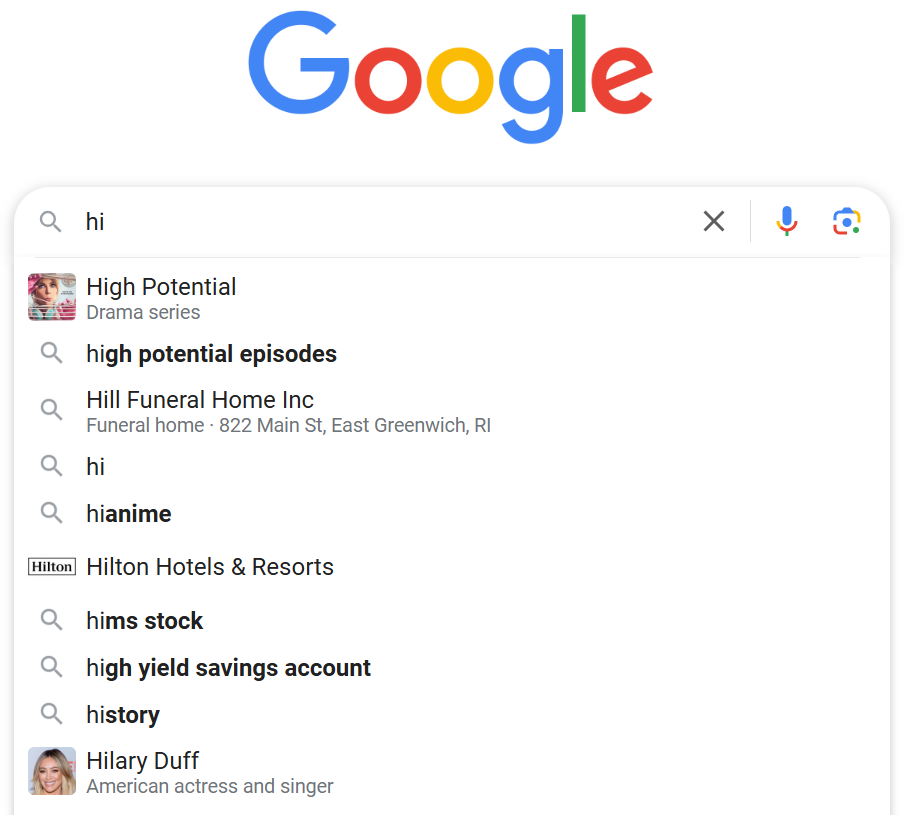 Google
hi
High Potential
Drama series
high potential episodes
Hill Funeral Home Inc
Funeral home · 822 Main St, East Greenwich, RI
hi
hianime
Hilton Hilton Hotels & Resorts
hims stock
high yield savings account
history
Hilary Duff
American actress and singer